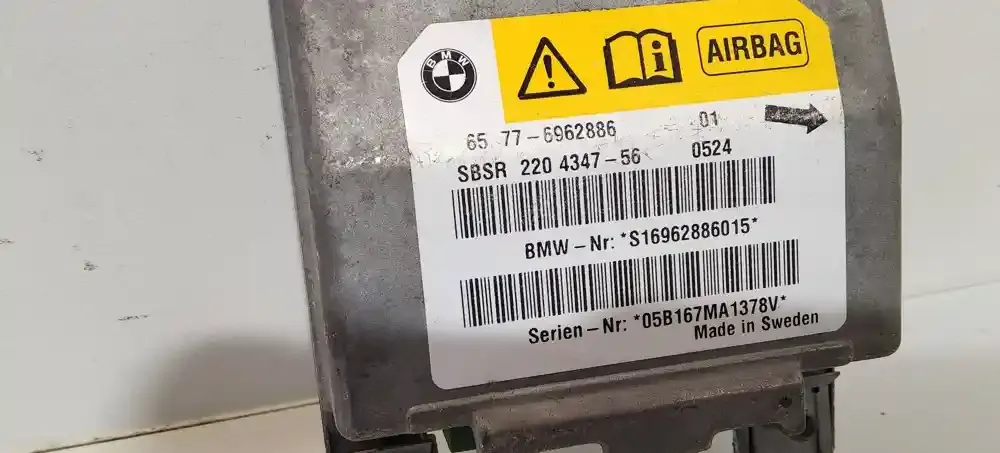 BMW
AIRBAG
65 77-6962886 01
SBSR 220 4347-56 0524
BMW-Nr: *S16962886015*
Serien-Nr: *05B167MA1378V*
Made in Sweden